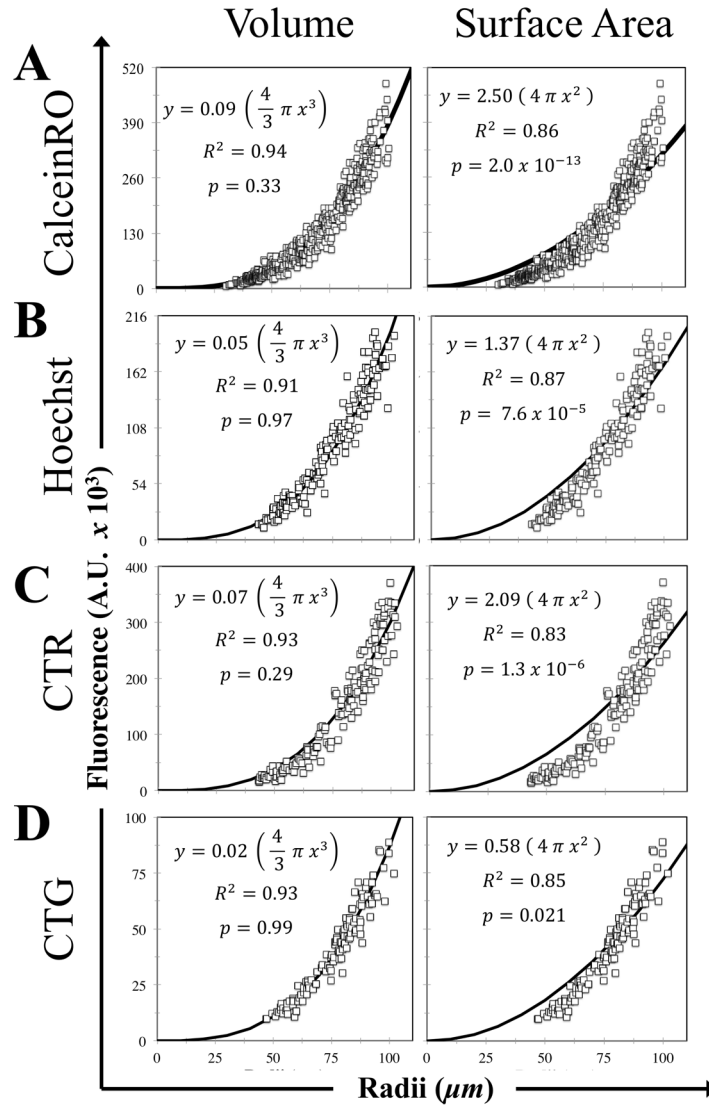 Volume Surface Area
A
CalceinRO
520
390
260
130
0
y = 0.09 (4/3 π x³)
R² = 0.94
p = 0.33
y = 2.50 (4 π x²)
R² = 0.86
p = 2.0 x 10⁻¹³
B
Hoechst
216
162
108
54
0
y = 0.05 (4/3 π x³)
R² = 0.91
p = 0.97
y = 1.37 (4 π x²)
R² = 0.87
p = 7.6 x 10⁻⁵
Fluorescence (A.U. x 10³)
C
CTR
400
300
200
100
0
y = 0.07 (4/3 π x³)
R² = 0.93
p = 0.29
y = 2.09 (4 π x²)
R² = 0.83
p = 1.3 x 10⁻⁶
D
CTG
100
75
50
25
0
y = 0.02 (4/3 π x³)
R² = 0.93
p = 0.99
y = 0.58 (4 π x²)
R² = 0.85
p = 0.021
0 25 50 75 100 0 25 50 75 100
Radii (μm)